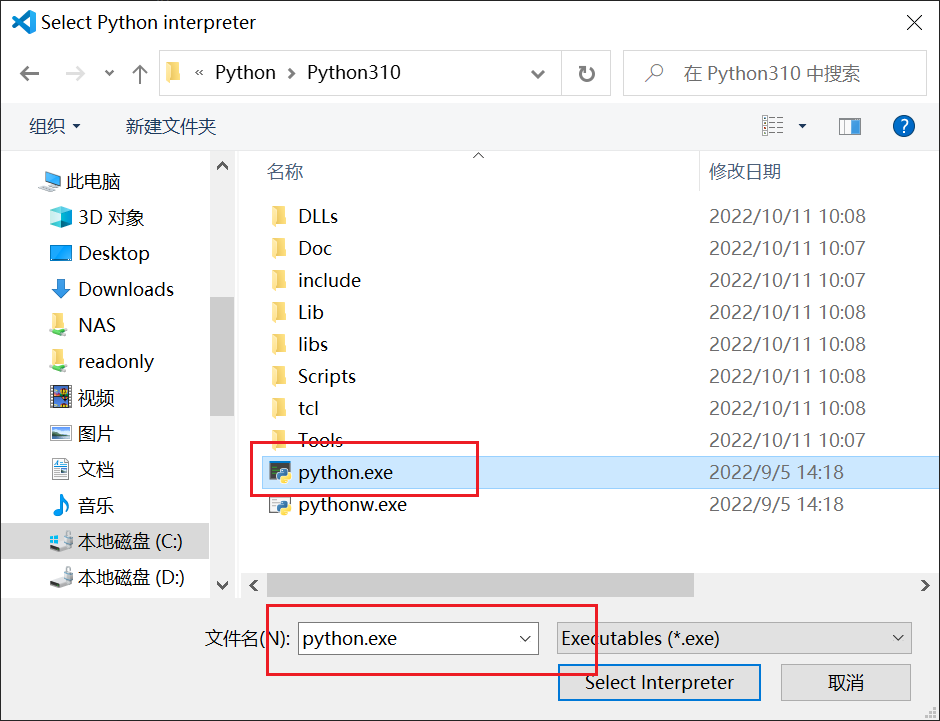 Select Python interpreter
« Python > Python310
在 Python310 中搜索
组织
新建文件夹
此电脑
3D 对象
Desktop
Downloads
NAS
readonly
视频
图片
文档
音乐
本地磁盘 (C:)
本地磁盘 (D:)
名称 修改日期
DLLs 2022/10/11 10:08
Doc 2022/10/11 10:07
include 2022/10/11 10:07
Lib 2022/10/11 10:08
libs 2022/10/11 10:08
Scripts 2022/10/11 10:08
tcl 2022/10/11 10:08
Tools 2022/10/11 10:07
python.exe 2022/9/5 14:18
pythonw.exe 2022/9/5 14:18
文件名(N): python.exe Executables (*.exe)
Select Interpreter 取消